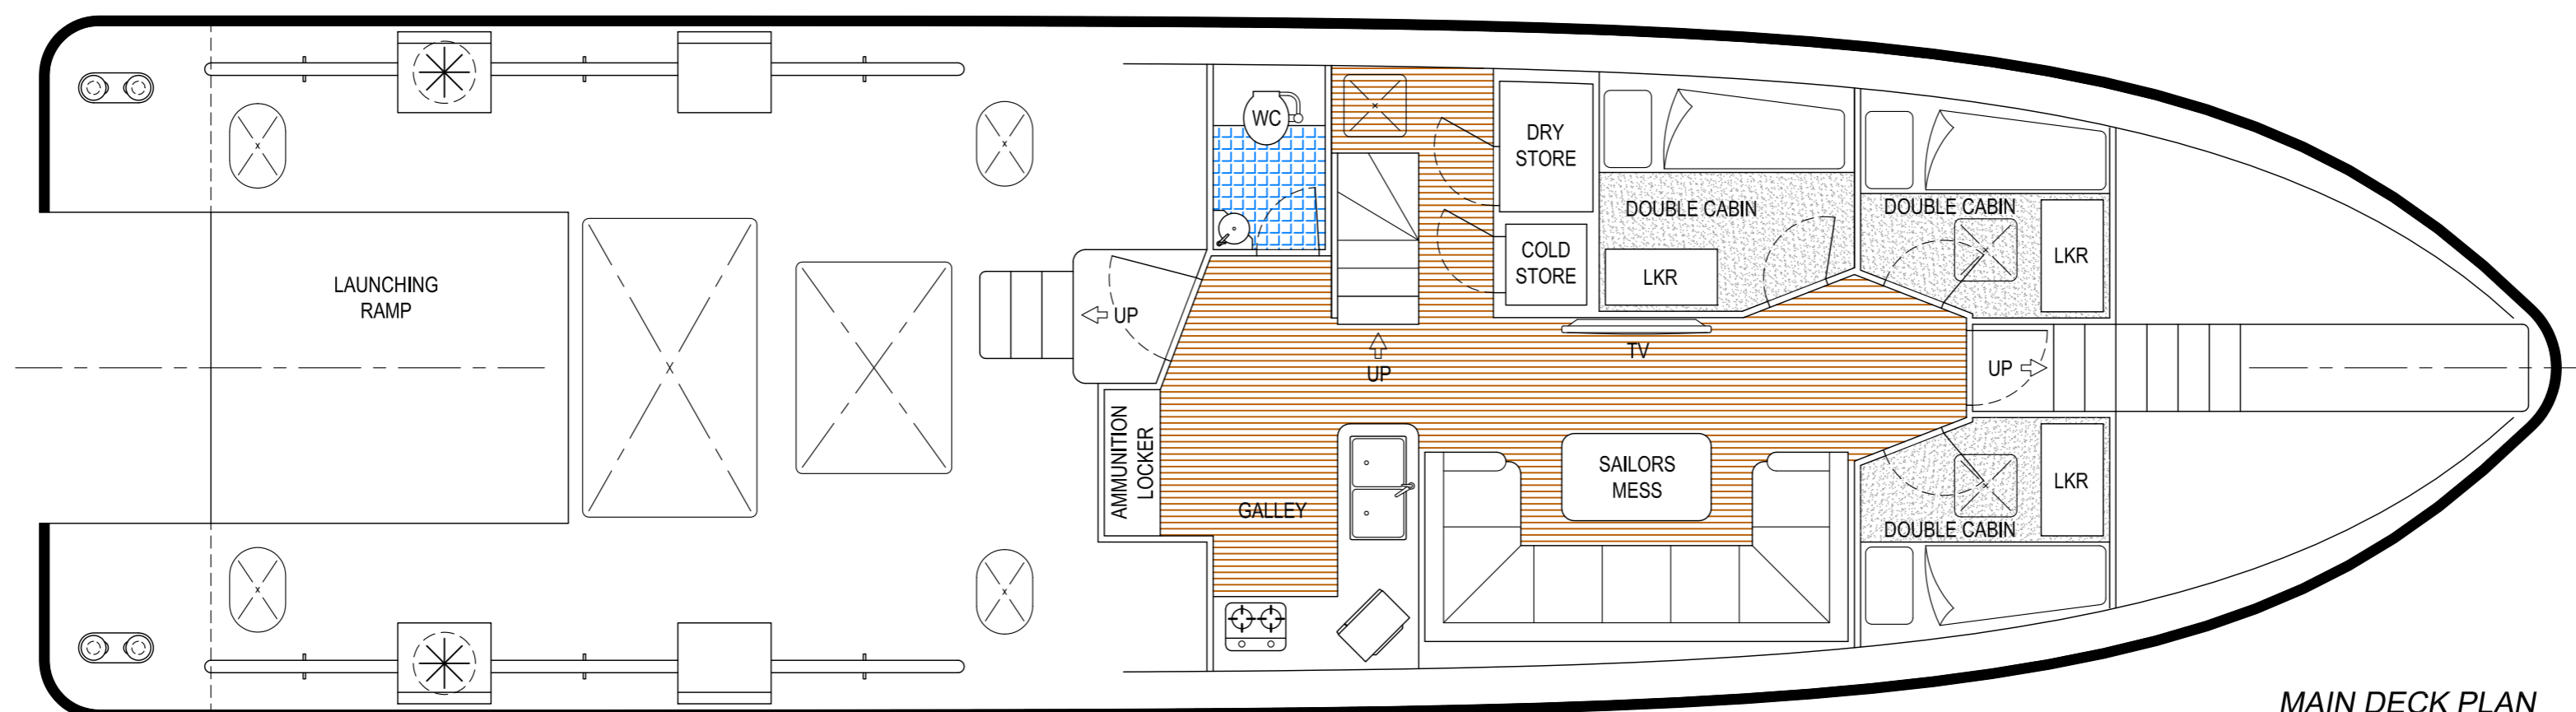 WC
DRY
STORE
DOUBLE CABIN
DOUBLE CABIN
COLD
STORE
LKR
LKR
LAUNCHING
RAMP
UP
TV
UP
UP
AMMUNITION
LOCKER
GALLEY
SAILORS
MESS
LKR
DOUBLE CABIN
MAIN DECK PLAN